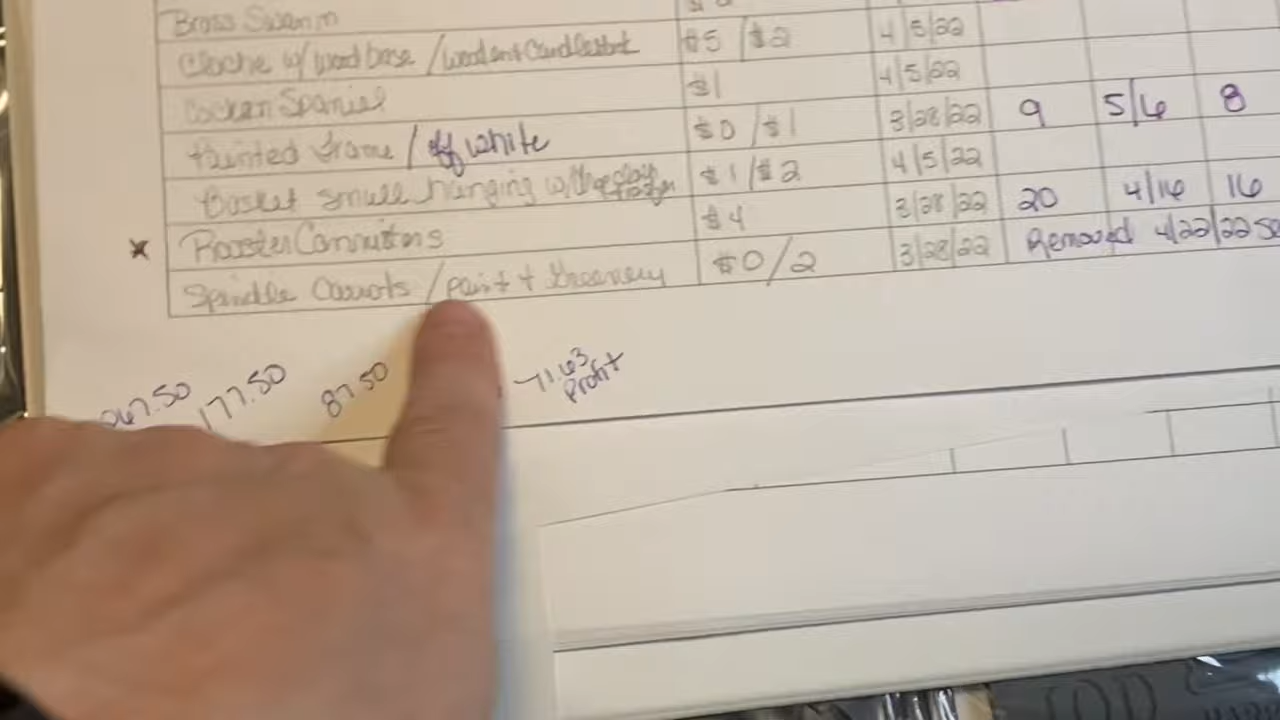 Brass Swan
Cloche w/ wood base / wooden Candlestick $5 / $2 4/5/22
Cocker Spaniel $1 4/5/22
Painted frame / off white $0 / $1 3/28/22 9 5/6 8
Basket small hanging w/ $1 / $2 4/5/22
* Rooster Cannisters $4 3/28/22 20 4/16 16
Spindle Carrots / paint + Greenery $0/2 3/28/22 Removed 4/22/22
67.50 177.50 87.50 71.63
Profit